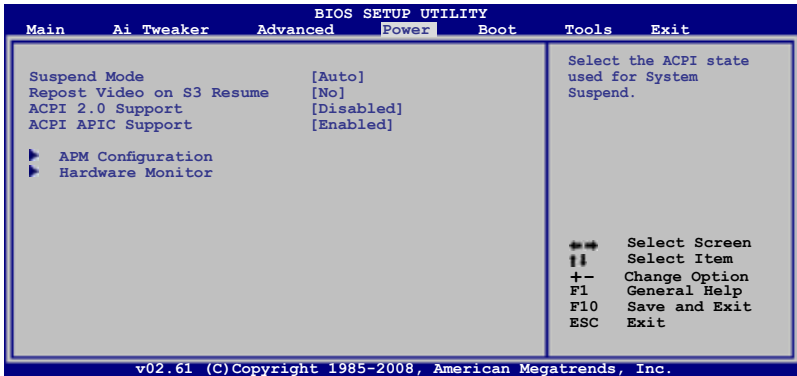 BIOS SETUP UTILITY
Main Ai Tweaker Advanced Power Boot Tools Exit
Suspend Mode [Auto]
Repost Video on S3 Resume [No]
ACPI 2.0 Support [Disabled]
ACPI APIC Support [Enabled]
APM Configuration
Hardware Monitor
Select the ACPI state
used for System
Suspend.
Select Screen
Select Item
+- Change Option
F1 General Help
F10 Save and Exit
ESC Exit
v02.61 (C)Copyright 1985-2008, American Megatrends, Inc.